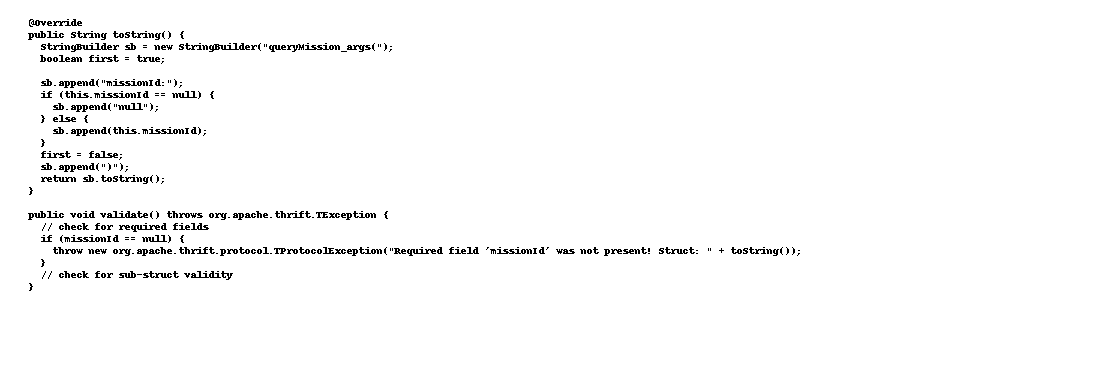 @Override
public String toString() {
  StringBuilder sb = new StringBuilder("queryMission_args(");
  boolean first = true;

  sb.append("missionId:");
  if (this.missionId == null) {
    sb.append("null");
  } else {
    sb.append(this.missionId);
  }
  first = false;
  sb.append(")");
  return sb.toString();
}

public void validate() throws org.apache.thrift.TException {
  // check for required fields
  if (missionId == null) {
    throw new org.apache.thrift.protocol.TProtocolException("Required field 'missionId' was not present! Struct: " + toString());
  }
  // check for sub-struct validity
}